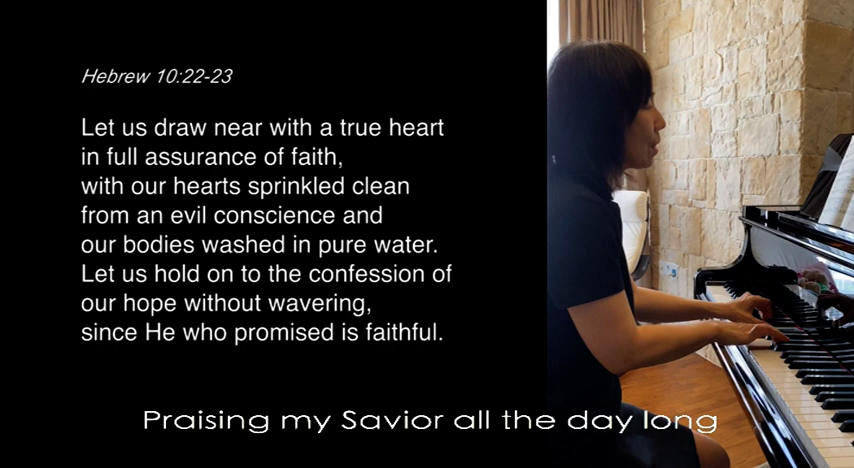 Hebrew 10:22-23
Let us draw near with a true heart
in full assurance of faith,
with our hearts sprinkled clean
from an evil conscience and
our bodies washed in pure water.
Let us hold on to the confession of
our hope without wavering,
since He who promised is faithful.
Praising my Savior all the day long